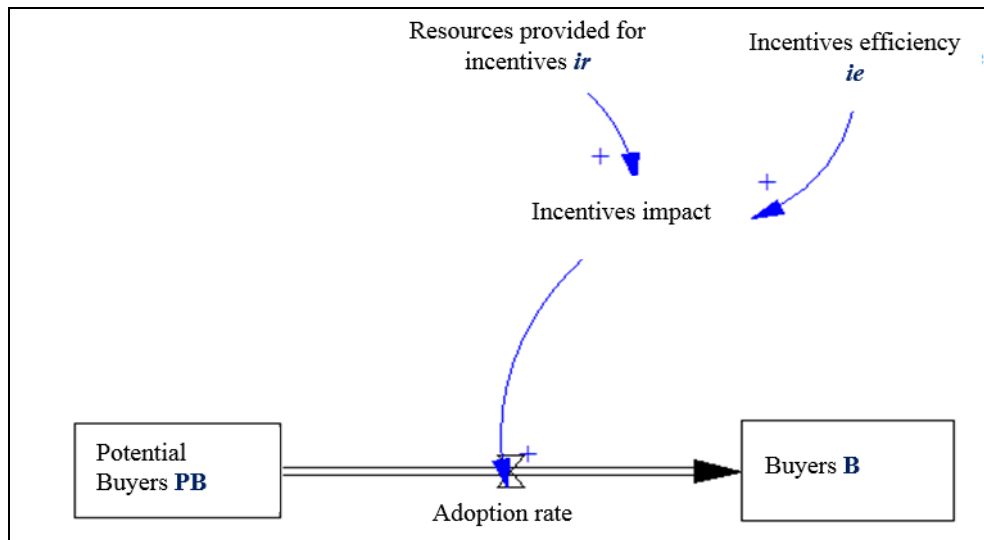 Resources provided for
incentives ir
Incentives efficiency
ie
+
+
Incentives impact
+
Potential
Buyers PB
Buyers B
Adoption rate